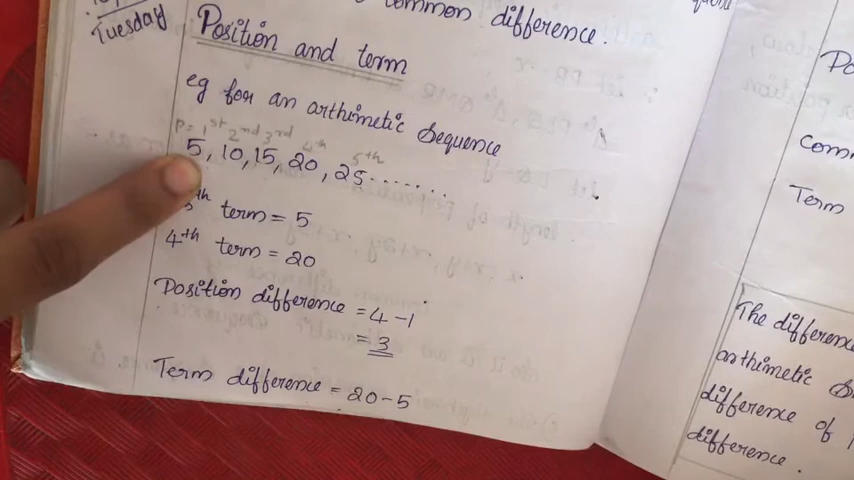 Tuesday
common difference.
Position and term
eg for an arthimetic Sequence
P= 1st 2nd 3rd 4th 5th
5, 10, 15, 20, 25.......
th term = 5
4th term = 20
Position difference = 4-1
= 3
Term difference = 20-5
Po
Comm
Term
The difference
arthimetic S
difference of
difference.